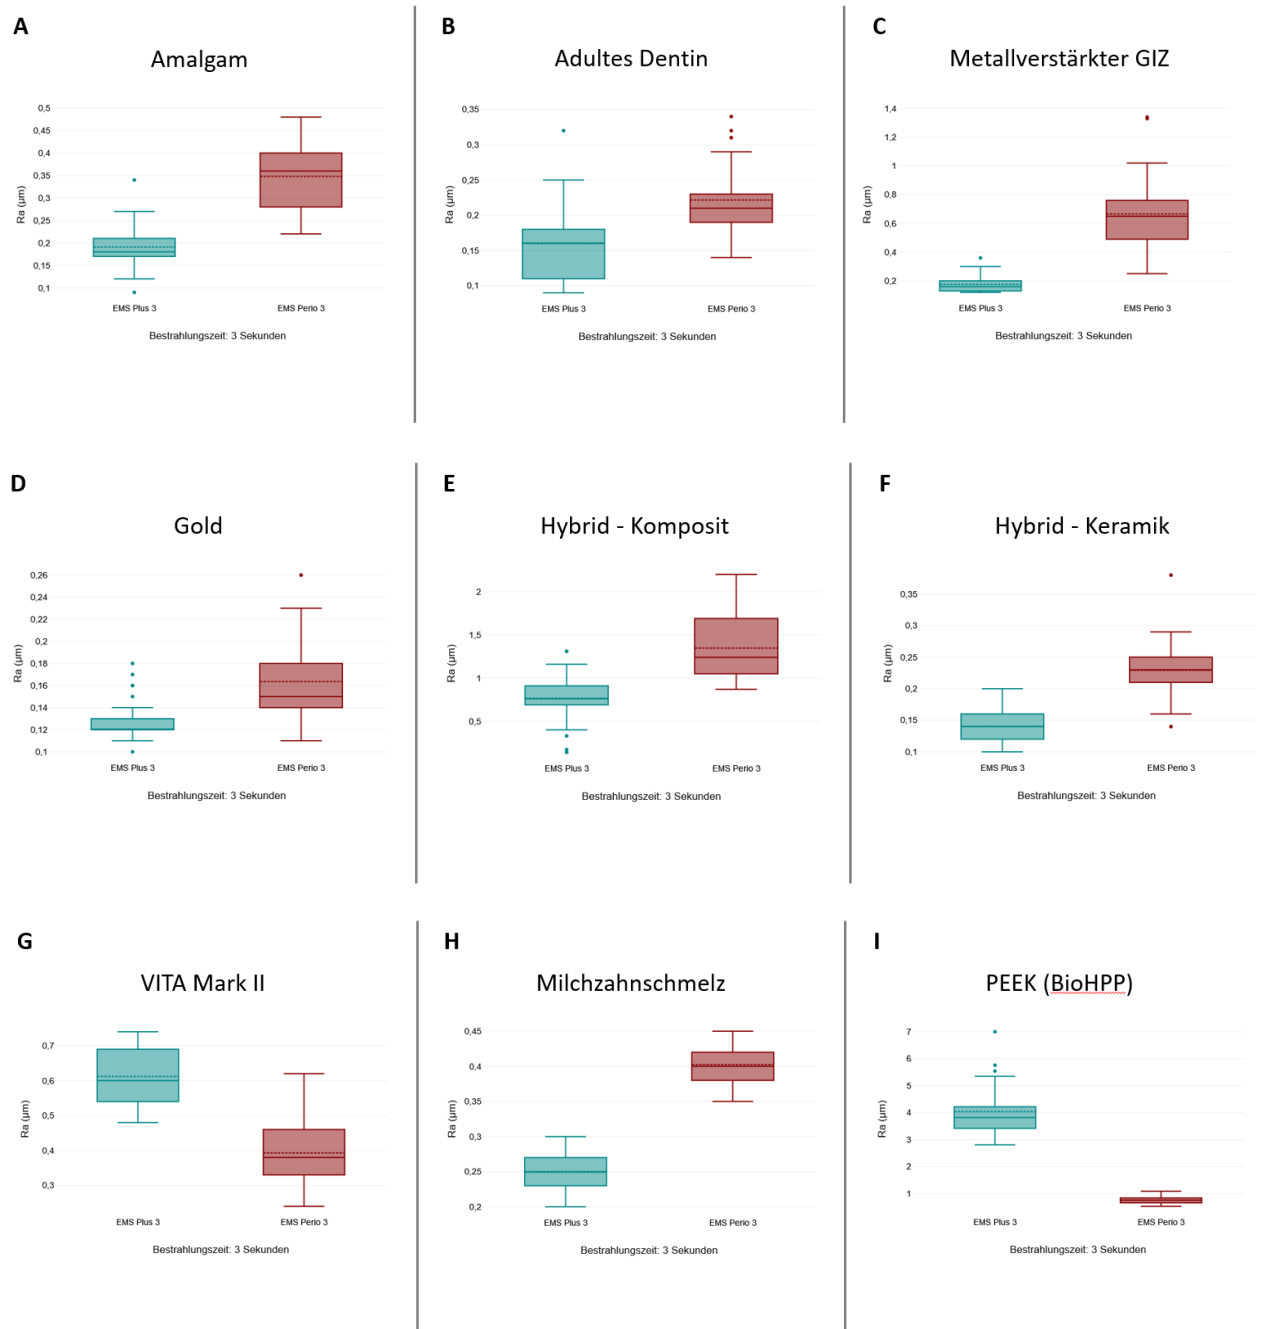 A
Amalgam
0,5
0,45
0,4
0,35
0,3
0,25
0,2
0,15
0,1
Ra (µm)
EMS Plus 3
EMS Perio 3
Bestrahlungszeit: 3 Sekunden
B
Adultes Dentin
0,35
0,3
0,25
0,2
0,15
0,1
Ra (µm)
EMS Plus 3
EMS Perio 3
Bestrahlungszeit: 3 Sekunden
C
Metallverstärkter GIZ
1,4
1,2
1
0,8
0,6
0,4
0,2
Ra (µm)
EMS Plus 3
EMS Perio 3
Bestrahlungszeit: 3 Sekunden
D
Gold
0,26
0,24
0,22
0,2
0,18
0,16
0,14
0,12
0,1
Ra (µm)
EMS Plus 3
EMS Perio 3
Bestrahlungszeit: 3 Sekunden
E
Hybrid - Komposit
2
1,5
1
0,5
Ra (µm)
EMS Plus 3
EMS Perio 3
Bestrahlungszeit: 3 Sekunden
F
Hybrid - Keramik
0,35
0,3
0,25
0,2
0,15
0,1
Ra (µm)
EMS Plus 3
EMS Perio 3
Bestrahlungszeit: 3 Sekunden
G
VITA Mark II
0,7
0,6
0,5
0,4
0,3
Ra (µm)
EMS Plus 3
EMS Perio 3
Bestrahlungszeit: 3 Sekunden
H
Milchzahnschmelz
0,45
0,4
0,35
0,3
0,25
0,2
Ra (µm)
EMS Plus 3
EMS Perio 3
Bestrahlungszeit: 3 Sekunden
I
PEEK (BioHPP)
7
6
5
4
3
2
1
Ra (µm)
EMS Plus 3
EMS Perio 3
Bestrahlungszeit: 3 Sekunden